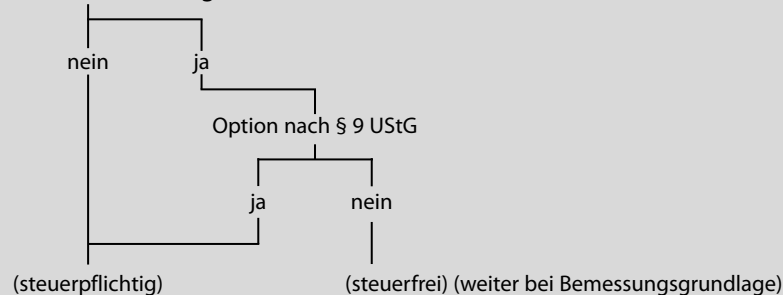 nein ja
Option nach § 9 UStG
ja nein
(steuerpflichtig) (steuerfrei) (weiter bei Bemessungsgrundlage)